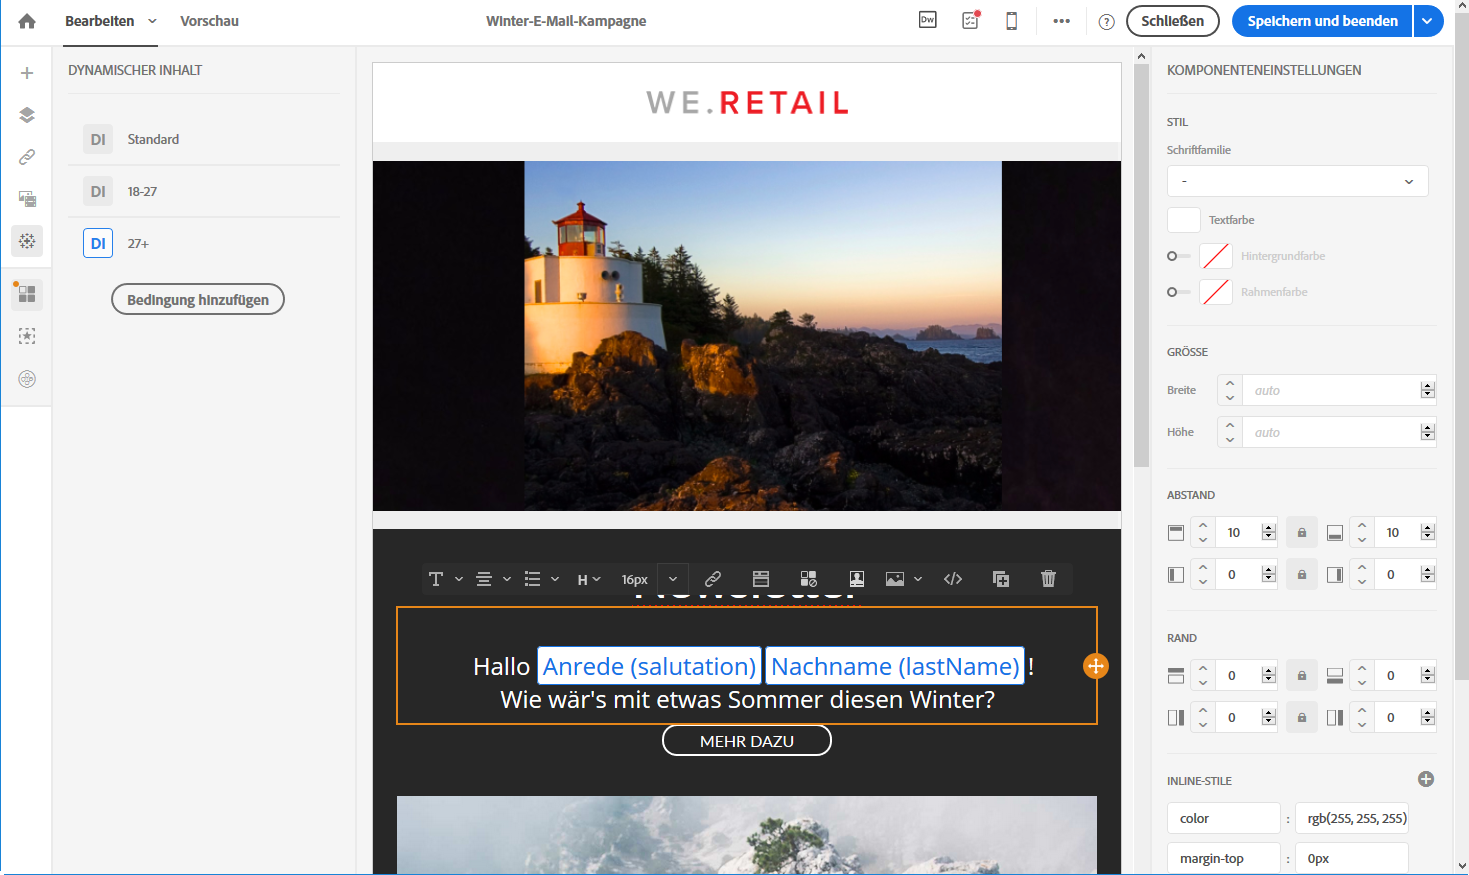 Bearbeiten
Vorschau
Winter-E-Mail-Kampagne
Dw
?
Schließen
Speichern und beenden
DYNAMISCHER INHALT
DI Standard
DI 18-27
DI 27+
Bedingung hinzufügen
WE.RETAIL
T
H
16px
Newsletter
Hallo Anrede (salutation) Nachname (lastName) !
Wie wär's mit etwas Sommer diesen Winter?
MEHR DAZU
KOMPONENTENEINSTELLUNGEN
STIL
Schriftfamilie
-
Textfarbe
Hintergrundfarbe
Rahmenfarbe
GRÖSSE
Breite auto
Höhe auto
ABSTAND
10 10
0 0
RAND
0 0
0 0
INLINE-STILE
color : rgb(255, 255, 255)
margin-top : 0px